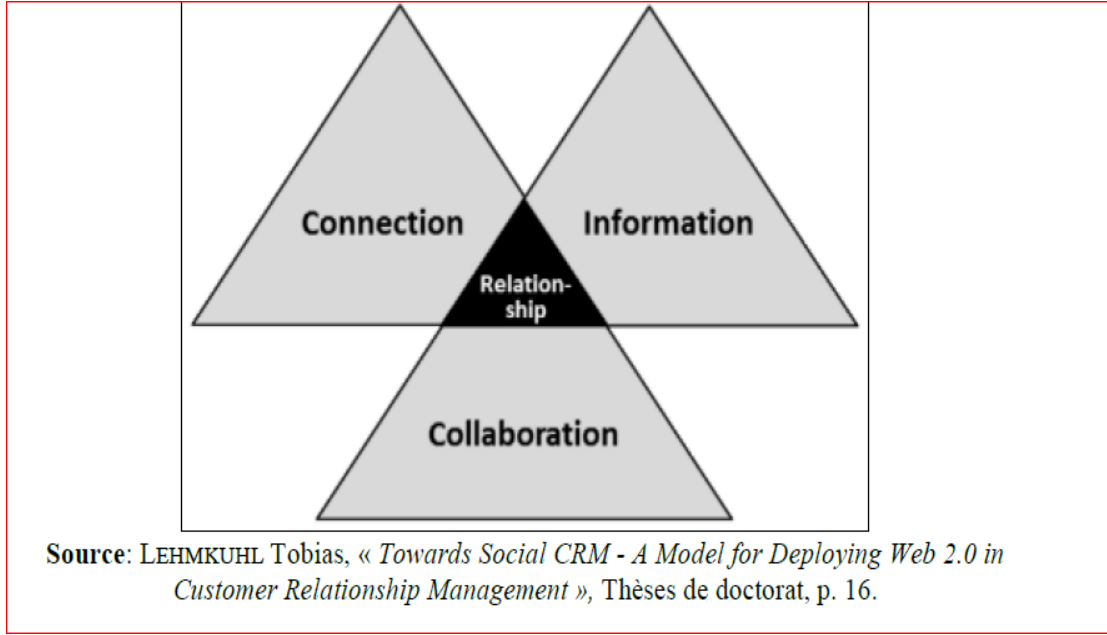 Connection
Information
Relation-
ship
Collaboration
Source: LEHMKUHL Tobias, « Towards Social CRM - A Model for Deploying Web 2.0 in
Customer Relationship Management », Thèses de doctorat, p. 16.